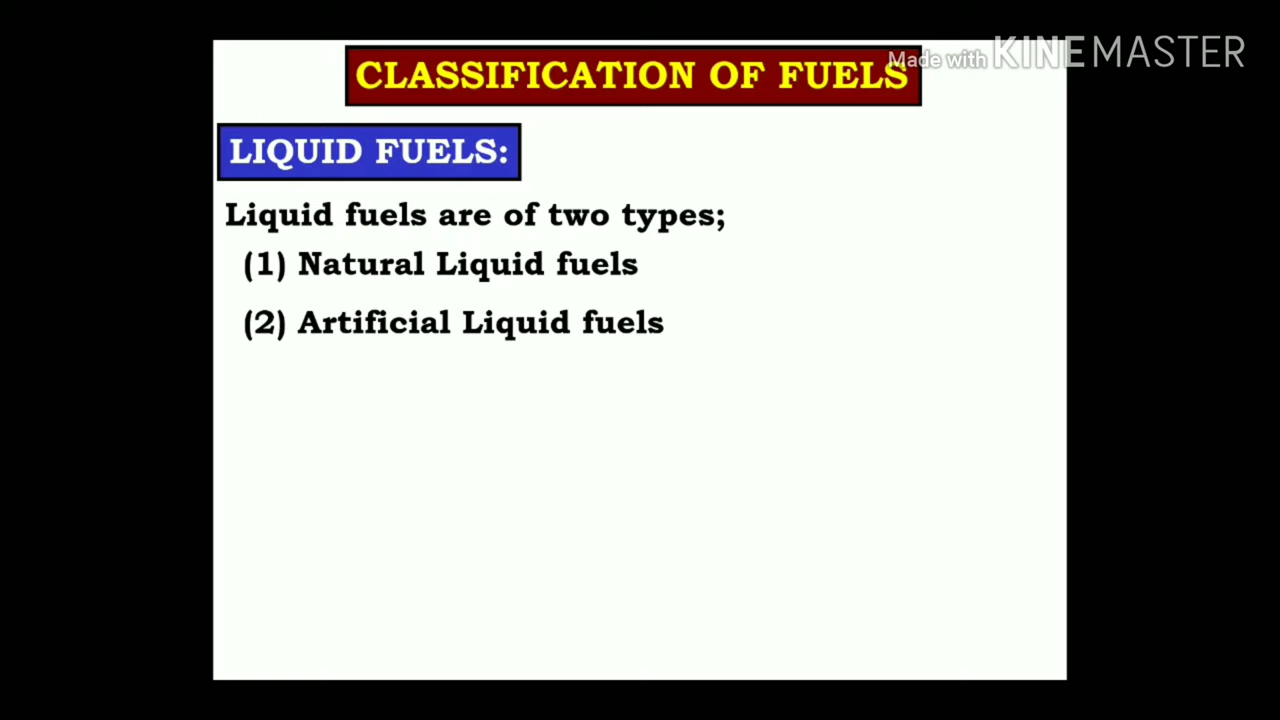 Made with KINEMASTER
CLASSIFICATION OF FUELS
LIQUID FUELS:
Liquid fuels are of two types;
(1) Natural Liquid fuels
(2) Artificial Liquid fuels